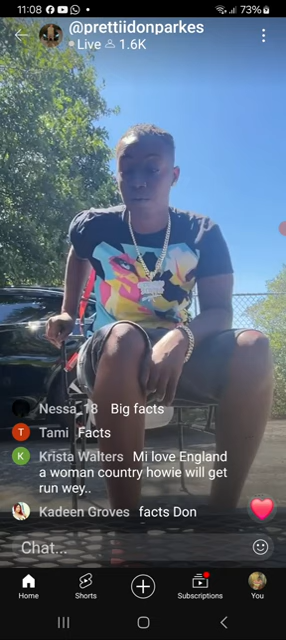 11:08
73%
@prettiidonparkes
Live 1.6K
Nessa_18 Big facts
T Tami Facts
K Krista Walters Mi love England
a woman country howie will get
run wey..
Kadeen Groves facts Don
Chat...
Home Shorts Subscriptions You